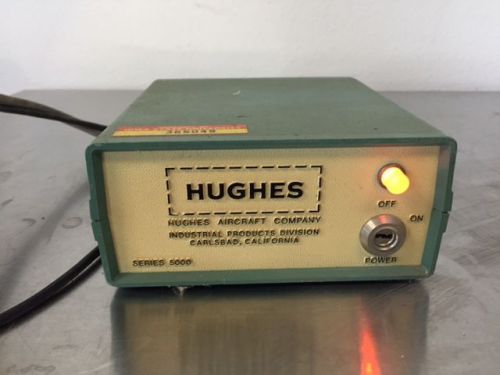 HUGHES
HUGHES AIRCRAFT COMPANY
INDUSTRIAL PRODUCTS DIVISION
CARLSBAD, CALIFORNIA
SERIES 5000
OFF
ON
POWER